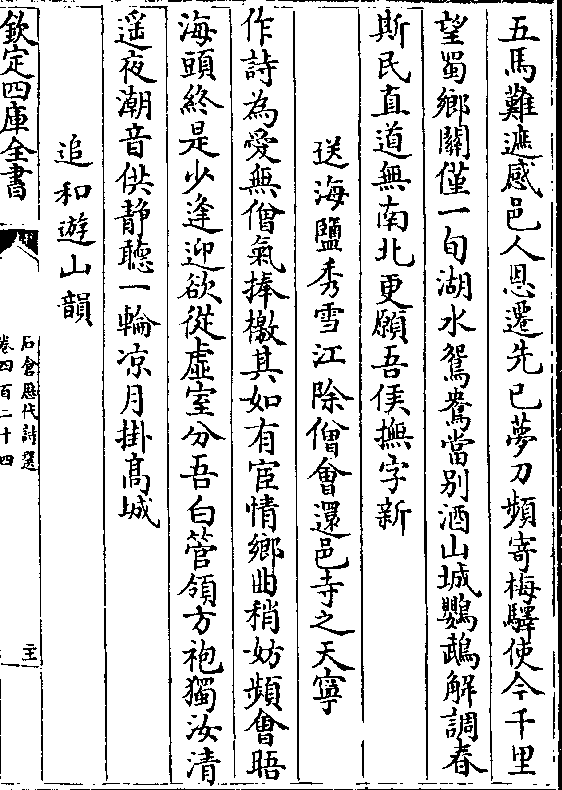 五馬難遮感邑人恩遷先已夢刀頻寄梅驛使今千里
望蜀鄉關僅一旬湖水鴛鴦當别酒山城鸚鵡解調春
斯民直道無南北更願吾侯撫字新
送海鹽秀雪江除僧會還邑寺之天寧
作詩為愛無僧氣捧檄其如有宦情鄉曲稍妨頻會晤
海頭終是少逢迎欲從虛室分吾白管領方袍獨汝清
遥夜潮音供静聽一輪凉月掛髙城
追和遊山韻
欽定四庫全書
石倉歷代詩選
卷四百二十四